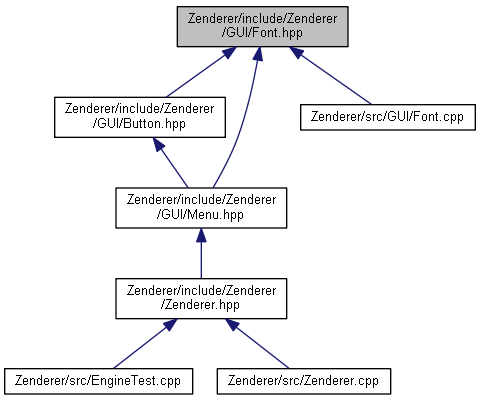 Zenderer/include/Zenderer
/GUI/Font.hpp
Zenderer/include/Zenderer
/GUI/Button.hpp
Zenderer/src/GUI/Font.cpp
Zenderer/include/Zenderer
/GUI/Menu.hpp
Zenderer/include/Zenderer
/Zenderer.hpp
Zenderer/src/EngineTest.cpp
Zenderer/src/Zenderer.cpp